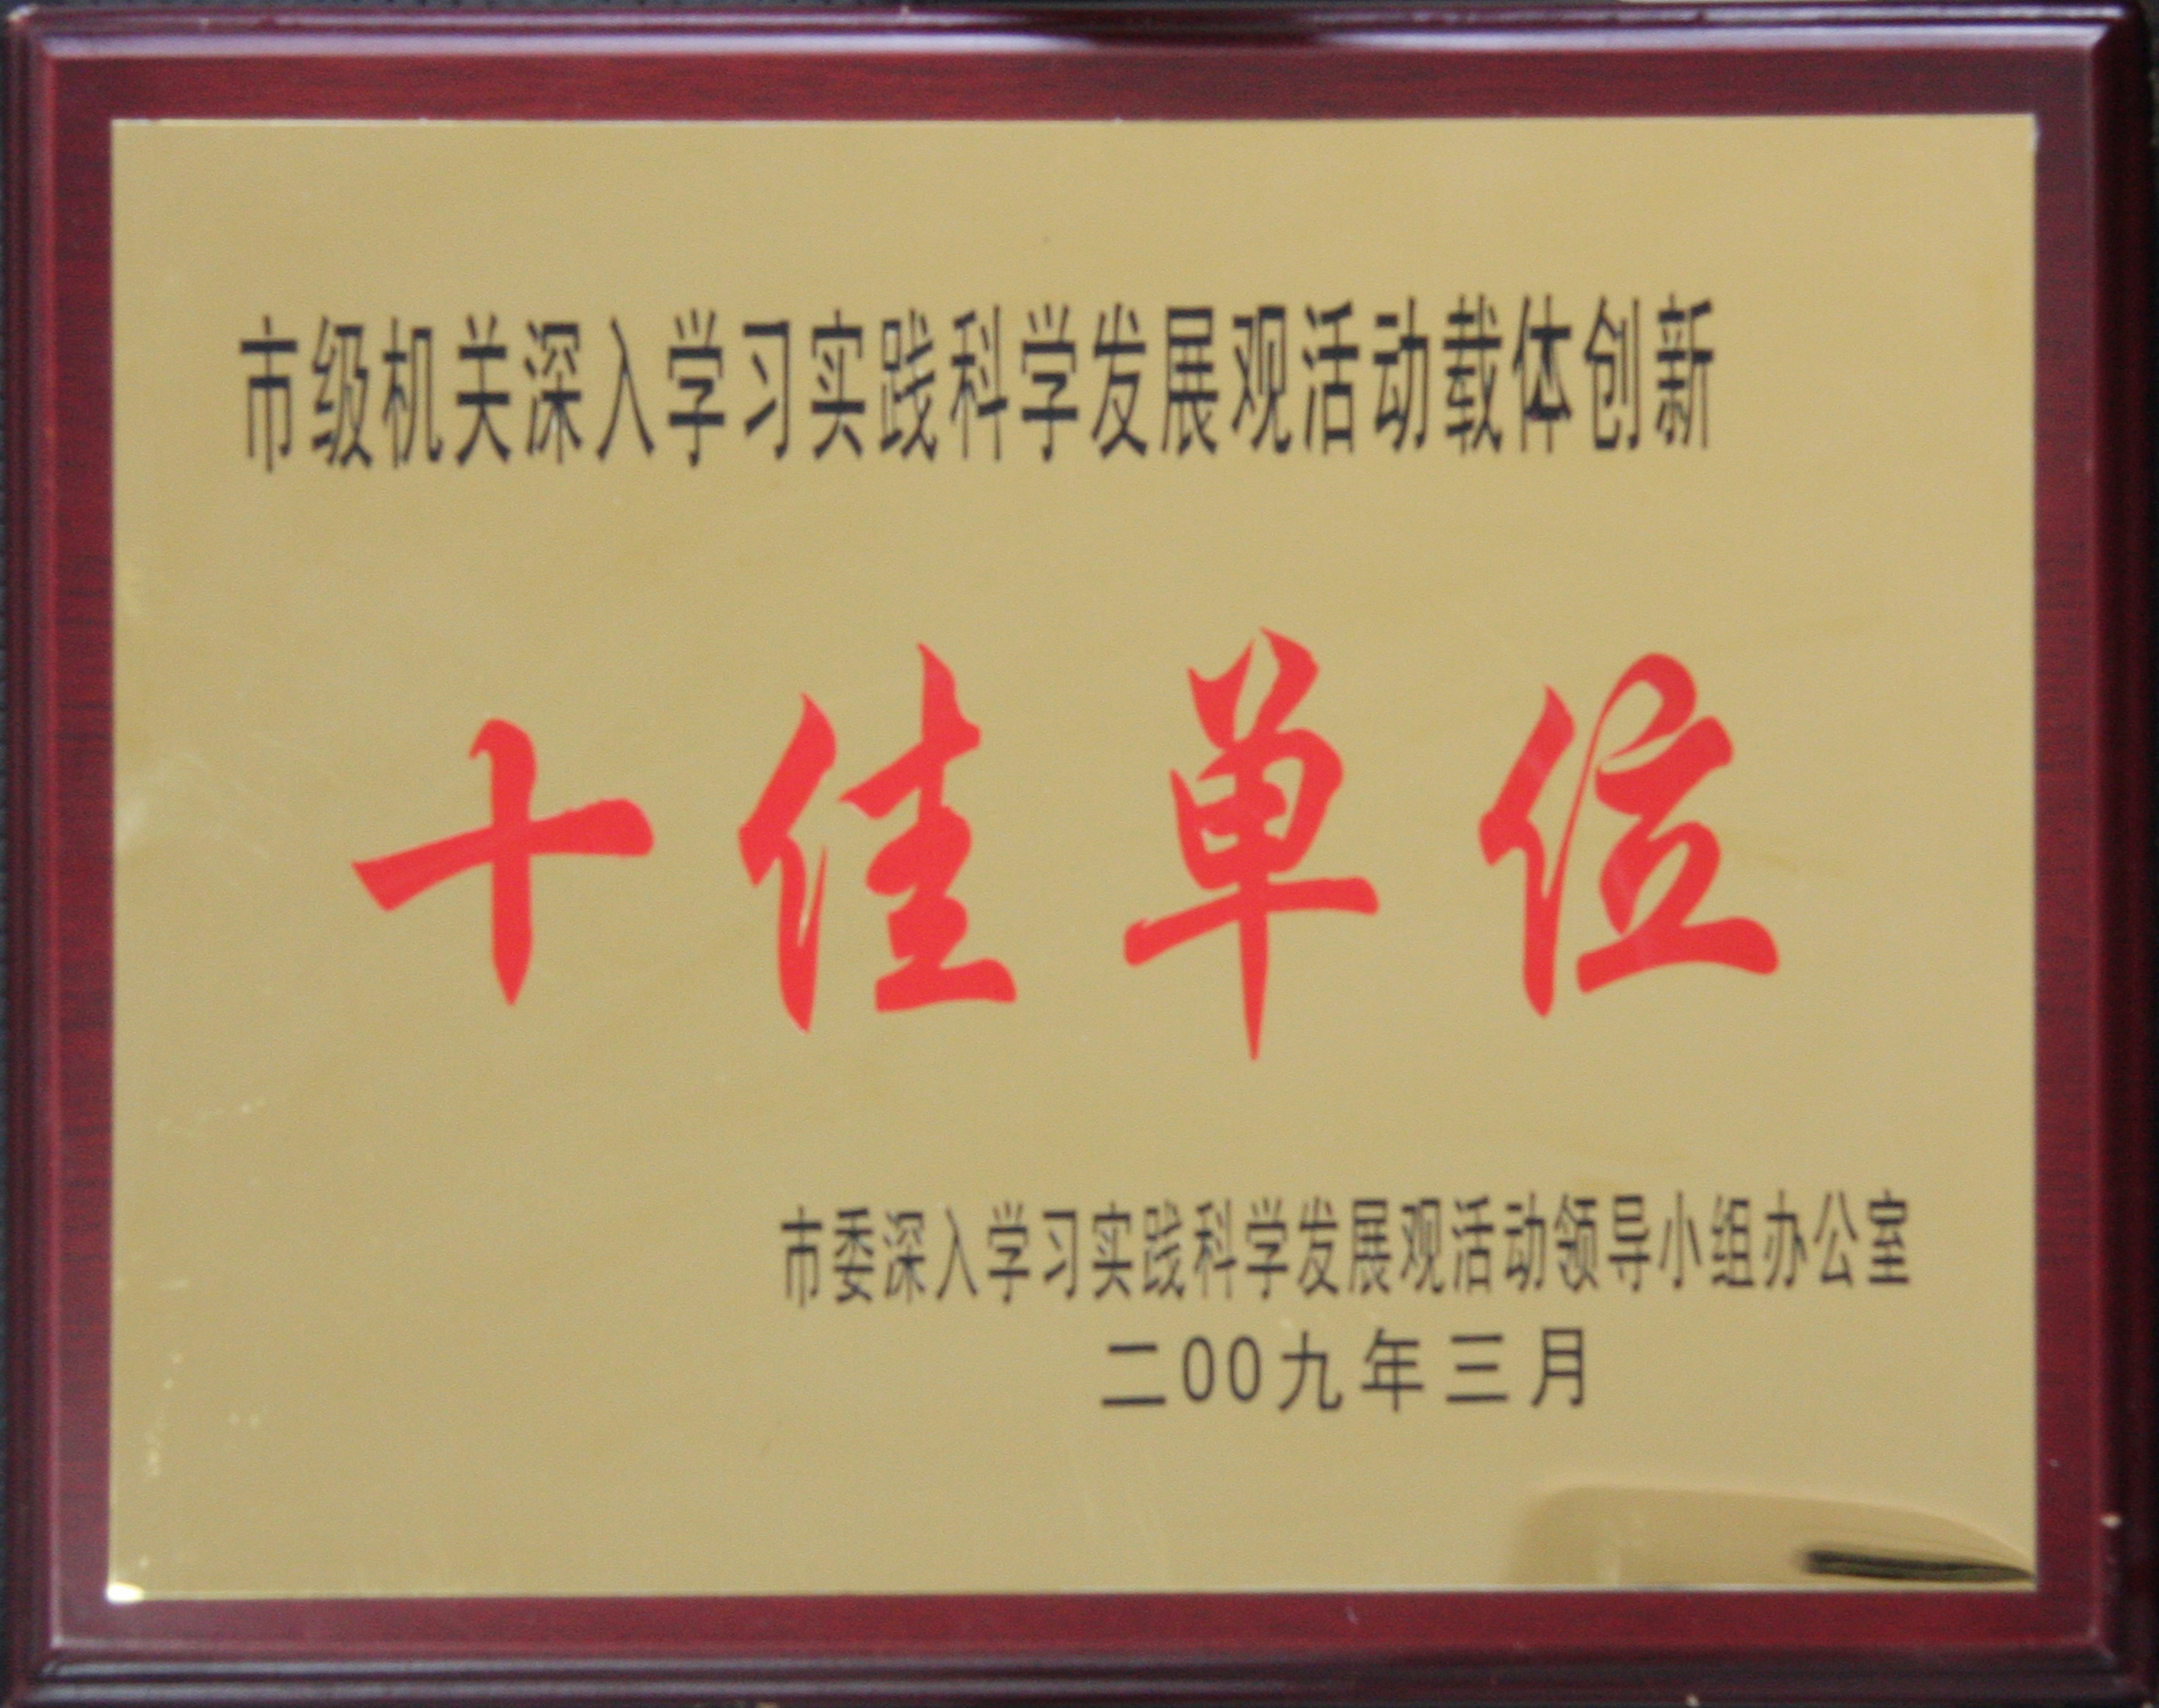 市级机关深入学习实践科学发展观活动载体创新
十佳单位
市委深入学习实践科学发展观活动领导小组办公室
二00九年三月